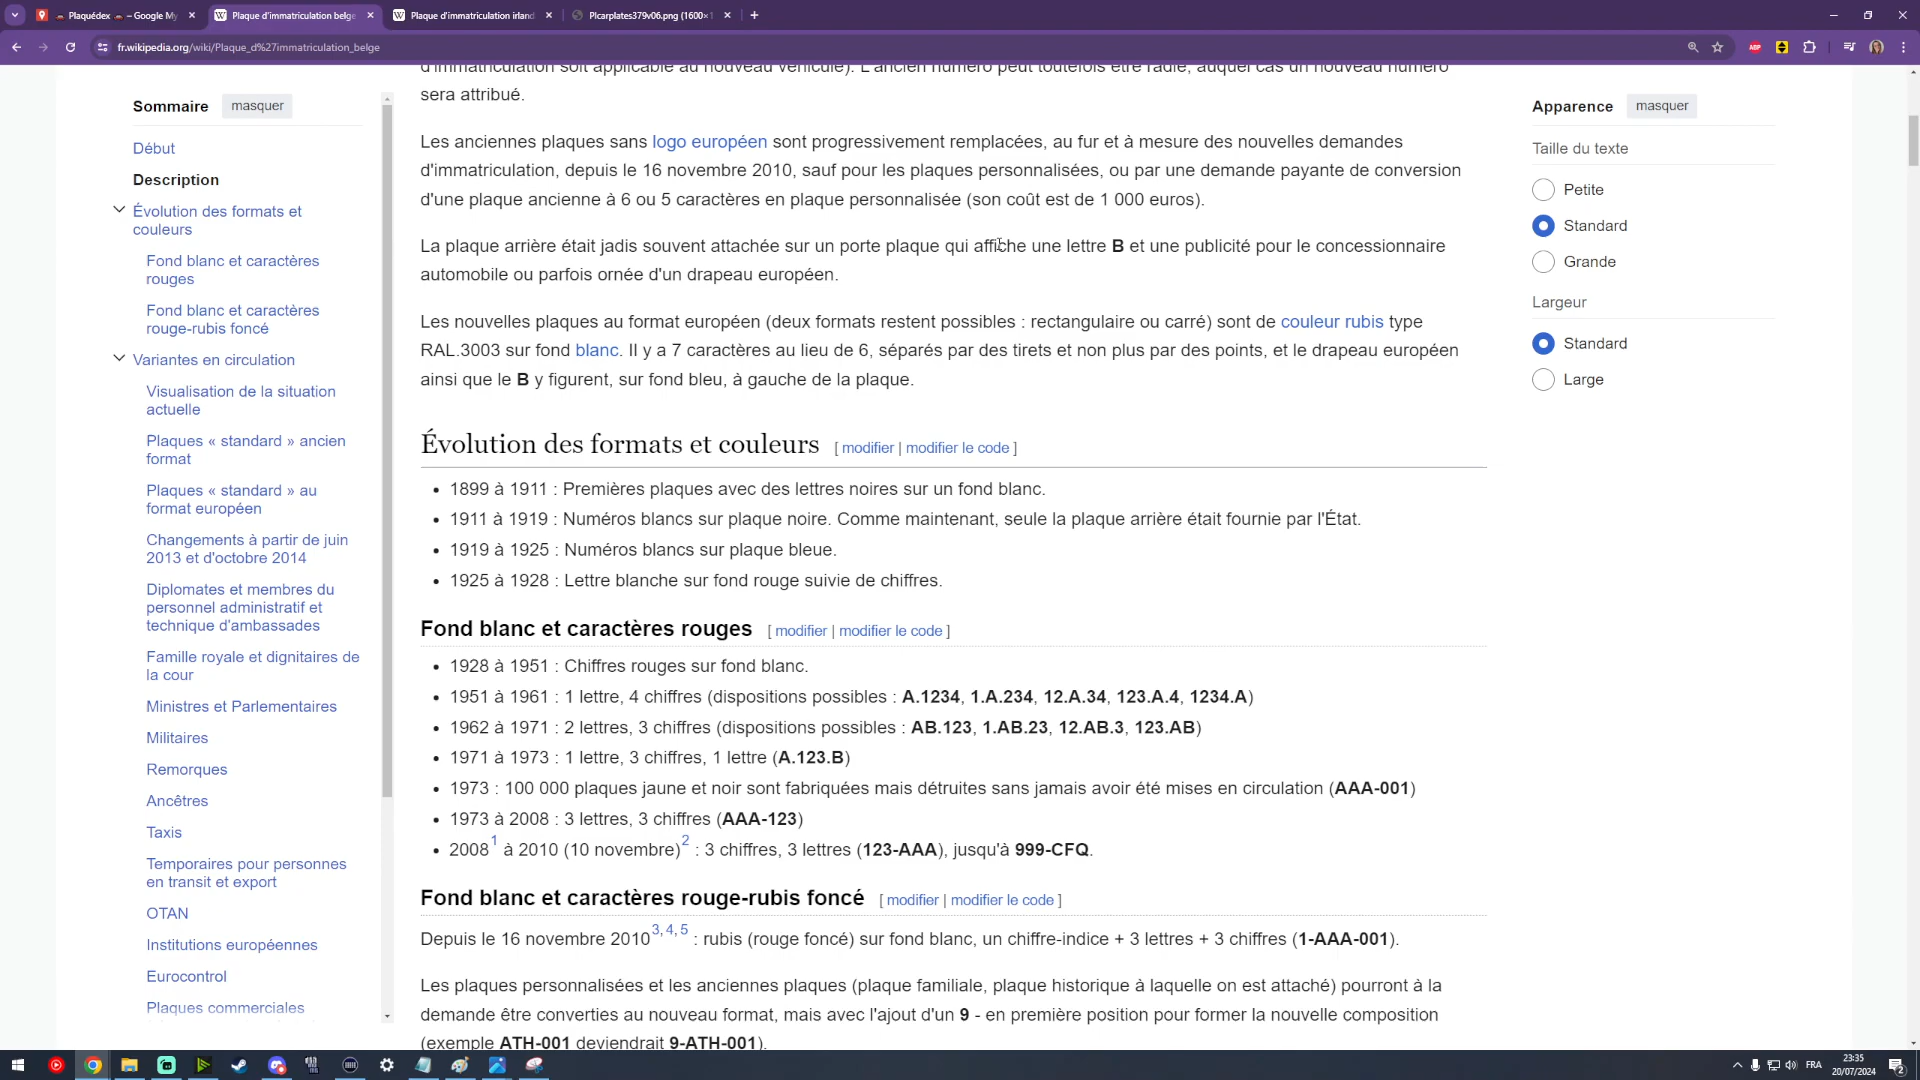 Plaquédex 🚗 – Google My
Plaque d'immatriculation belge
Plaque d'immatriculation irland
Plcarplates379v06.png (1600×1
fr.wikipedia.org/wiki/Plaque_d%27immatriculation_belge
ABP
Sommaire masquer
Début
Description
Évolution des formats et
couleurs
Fond blanc et caractères
rouges
Fond blanc et caractères
rouge-rubis foncé
Variantes en circulation
Visualisation de la situation
actuelle
Plaques « standard » ancien
format
Plaques « standard » au
format européen
Changements à partir de juin
2013 et d'octobre 2014
Diplomates et membres du
personnel administratif et
technique d'ambassades
Famille royale et dignitaires de
la cour
Ministres et Parlementaires
Militaires
Remorques
Ancêtres
Taxis
Temporaires pour personnes
en transit et export
OTAN
Institutions européennes
Eurocontrol
Plaques commerciales
d'immatriculation soit applicable au nouveau véhicule). L'ancien numéro peut toutefois être radié, auquel cas un nouveau numéro
sera attribué.
Les anciennes plaques sans logo européen sont progressivement remplacées, au fur et à mesure des nouvelles demandes
d'immatriculation, depuis le 16 novembre 2010, sauf pour les plaques personnalisées, ou par une demande payante de conversion
d'une plaque ancienne à 6 ou 5 caractères en plaque personnalisée (son coût est de 1 000 euros).
La plaque arrière était jadis souvent attachée sur un porte plaque qui affiche une lettre B et une publicité pour le concessionnaire
automobile ou parfois ornée d'un drapeau européen.
Les nouvelles plaques au format européen (deux formats restent possibles : rectangulaire ou carré) sont de couleur rubis type
RAL.3003 sur fond blanc. Il y a 7 caractères au lieu de 6, séparés par des tirets et non plus par des points, et le drapeau européen
ainsi que le B y figurent, sur fond bleu, à gauche de la plaque.
Évolution des formats et couleurs [ modifier | modifier le code ]
• 1899 à 1911 : Premières plaques avec des lettres noires sur un fond blanc.
• 1911 à 1919 : Numéros blancs sur plaque noire. Comme maintenant, seule la plaque arrière était fournie par l'État.
• 1919 à 1925 : Numéros blancs sur plaque bleue.
• 1925 à 1928 : Lettre blanche sur fond rouge suivie de chiffres.
Fond blanc et caractères rouges [ modifier | modifier le code ]
• 1928 à 1951 : Chiffres rouges sur fond blanc.
• 1951 à 1961 : 1 lettre, 4 chiffres (dispositions possibles : A.1234, 1.A.234, 12.A.34, 123.A.4, 1234.A)
• 1962 à 1971 : 2 lettres, 3 chiffres (dispositions possibles : AB.123, 1.AB.23, 12.AB.3, 123.AB)
• 1971 à 1973 : 1 lettre, 3 chiffres, 1 lettre (A.123.B)
• 1973 : 100 000 plaques jaune et noir sont fabriquées mais détruites sans jamais avoir été mises en circulation (AAA-001)
• 1973 à 2008 : 3 lettres, 3 chiffres (AAA-123)
• 2008 1 à 2010 (10 novembre) 2 : 3 chiffres, 3 lettres (123-AAA), jusqu'à 999-CFQ.
Fond blanc et caractères rouge-rubis foncé [ modifier | modifier le code ]
Depuis le 16 novembre 2010 3, 4, 5 : rubis (rouge foncé) sur fond blanc, un chiffre-indice + 3 lettres + 3 chiffres (1-AAA-001).
Les plaques personnalisées et les anciennes plaques (plaque familiale, plaque historique à laquelle on est attaché) pourront à la
demande être converties au nouveau format, mais avec l'ajout d'un 9 - en première position pour former la nouvelle composition
(exemple ATH-001 deviendrait 9-ATH-001).
Apparence masquer
Taille du texte
Petite
Standard
Grande
Largeur
Standard
Large
FRA
23:35
20/07/2024
2